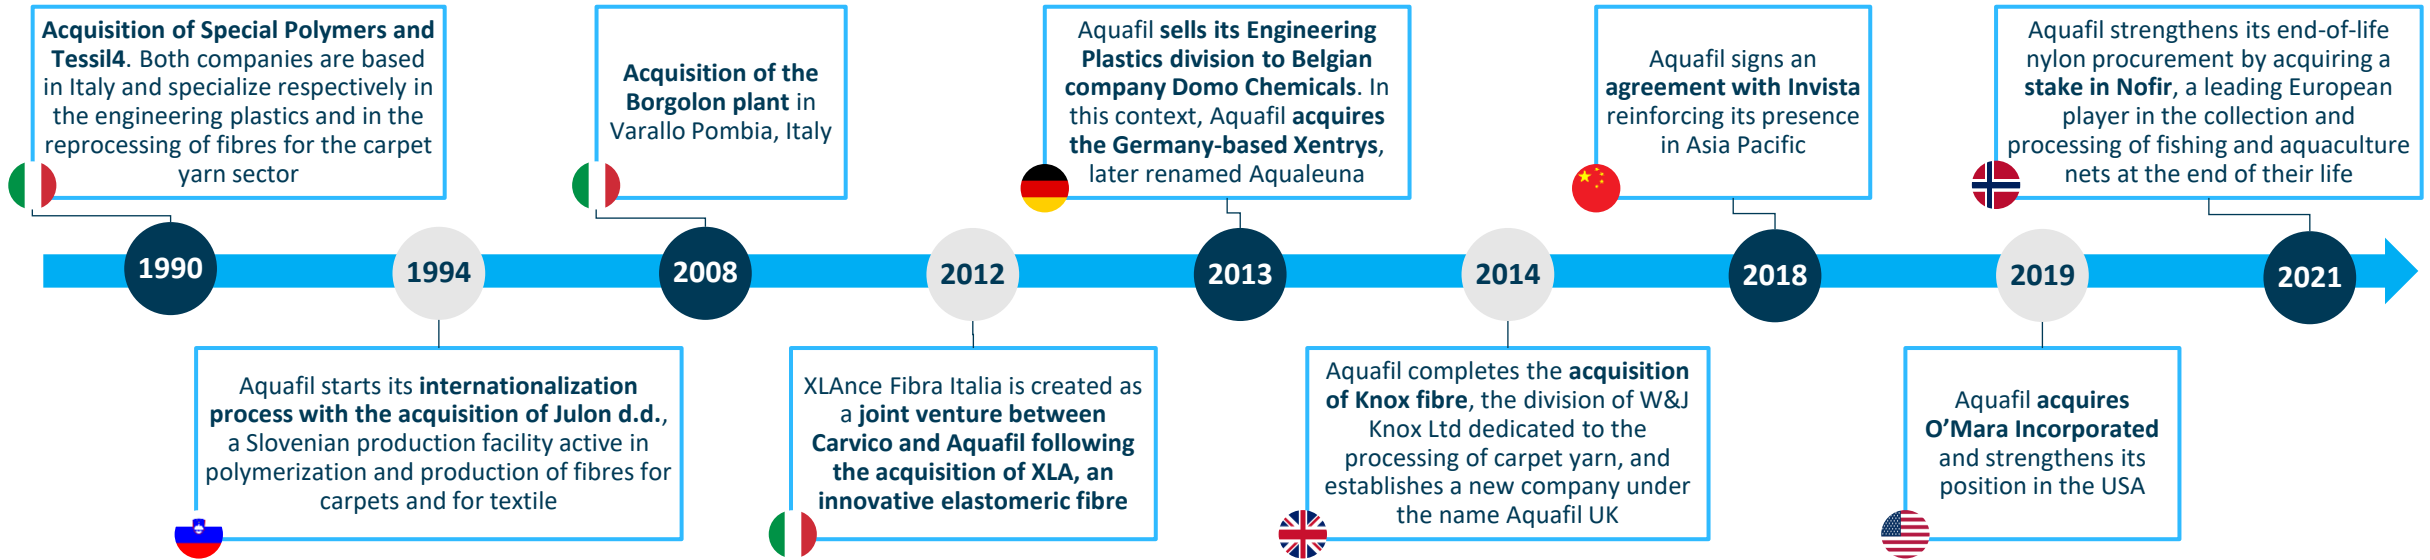 Acquisition of Special Polymers and
Tessil4. Both companies are based
in Italy and specialize respectively in
the engineering plastics and in the
reprocessing of fibres for the carpet
yarn sector
Acquisition of the
Borgolon plant in
Varallo Pombia, Italy
Aquafil sells its Engineering
Plastics division to Belgian
company Domo Chemicals. In
this context, Aquafil acquires
the Germany-based Xentrys,
later renamed Aqualeuna
Aquafil signs an
agreement with Invista
reinforcing its presence
in Asia Pacific
Aquafil strengthens its end-of-life
nylon procurement by acquiring a
stake in Nofir, a leading European
player in the collection and
processing of fishing and aquaculture
nets at the end of their life
1990
1994
2008
2012
2013
2014
2018
2019
2021
Aquafil starts its internationalization
process with the acquisition of Julon d.d.,
a Slovenian production facility active in
polymerization and production of fibres for
carpets and for textile
XLAnce Fibra Italia is created as
a joint venture between
Carvico and Aquafil following
the acquisition of XLA, an
innovative elastomeric fibre
Aquafil completes the acquisition
of Knox fibre, the division of W&J
Knox Ltd dedicated to the
processing of carpet yarn, and
establishes a new company under
the name Aquafil UK
Aquafil acquires
O’Mara Incorporated
and strengthens its
position in the USA